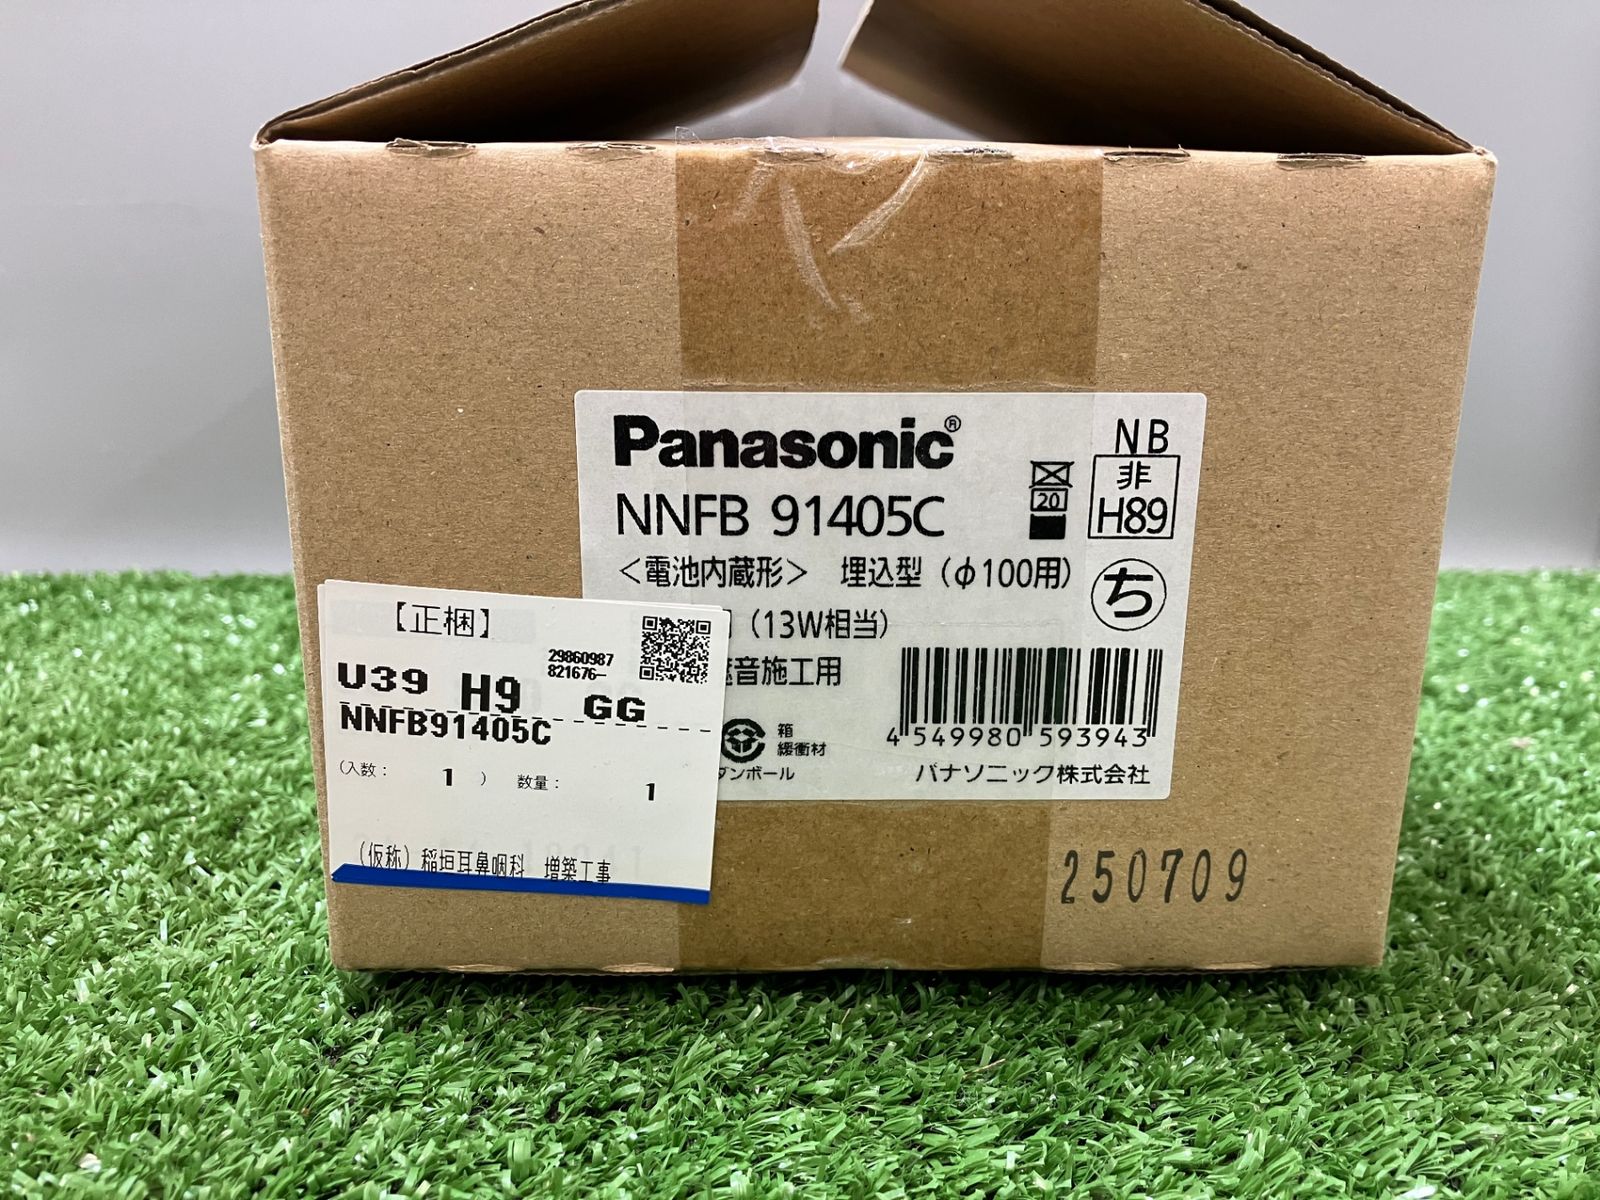 Panasonic®
NNFB 91405C
<電池内蔵形> 埋込型（φ100用）
（13W相当）
遮音施工用
NB
非
H89
20
ち
箱
緩衝材
ダンボール
4 549980 593943
パナソニック株式会社
【正梱】
29860987
821676-
U39 H9 GG
NNFB91405C
（入数： 1 ） 数量： 1
（仮称）稲垣耳鼻咽科 増築工事
250709